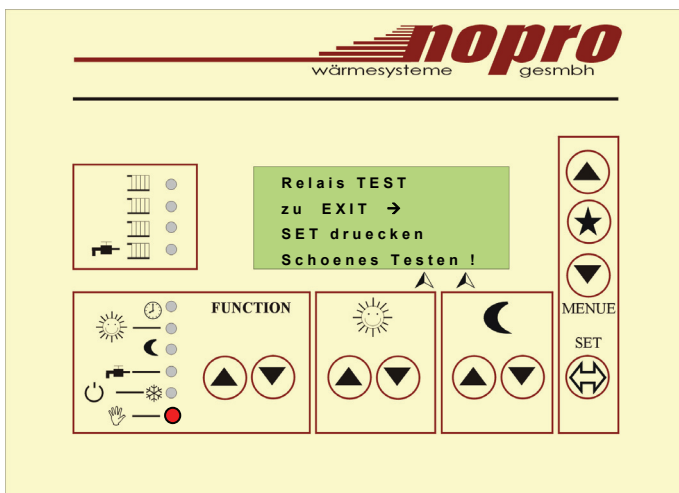 nopro
wärmesysteme gesmbh
Relais TEST
zu EXIT →
SET druecken
Schoenes Testen !
FUNCTION
MENUE
SET